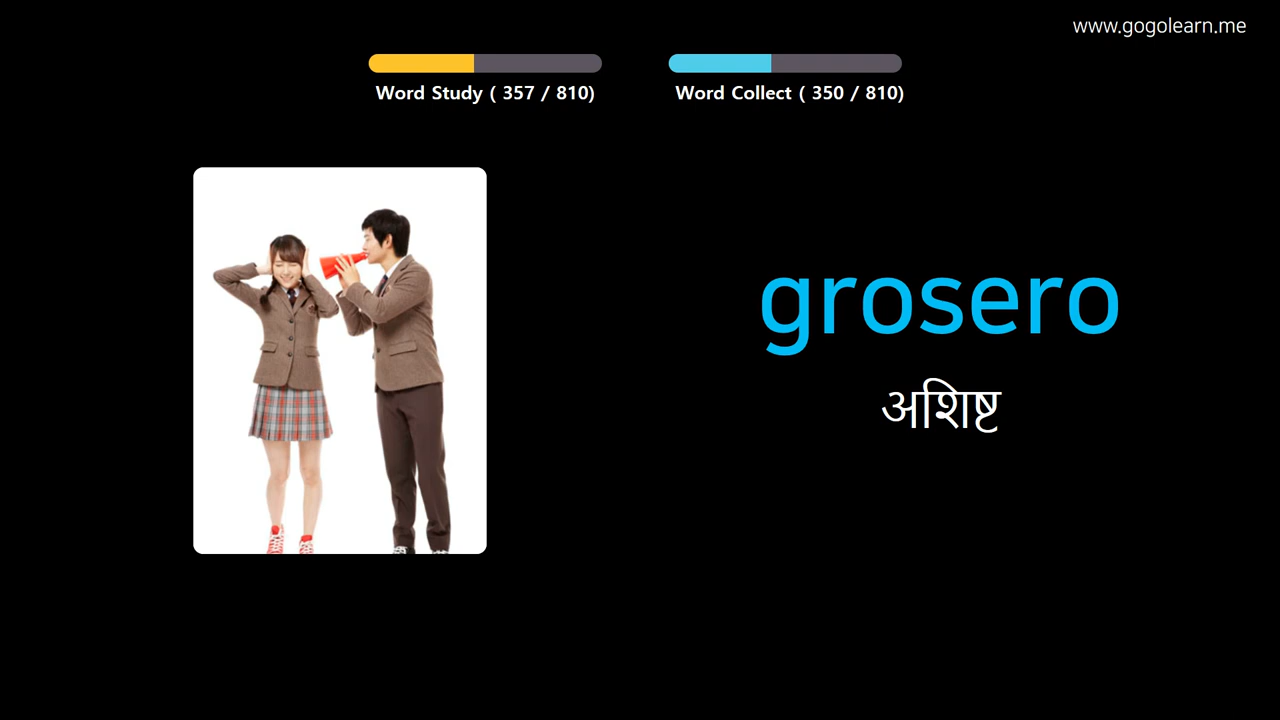 www.gogolearn.me
Word Study ( 357 / 810)
Word Collect ( 350 / 810)
grosero
अशिष्ट